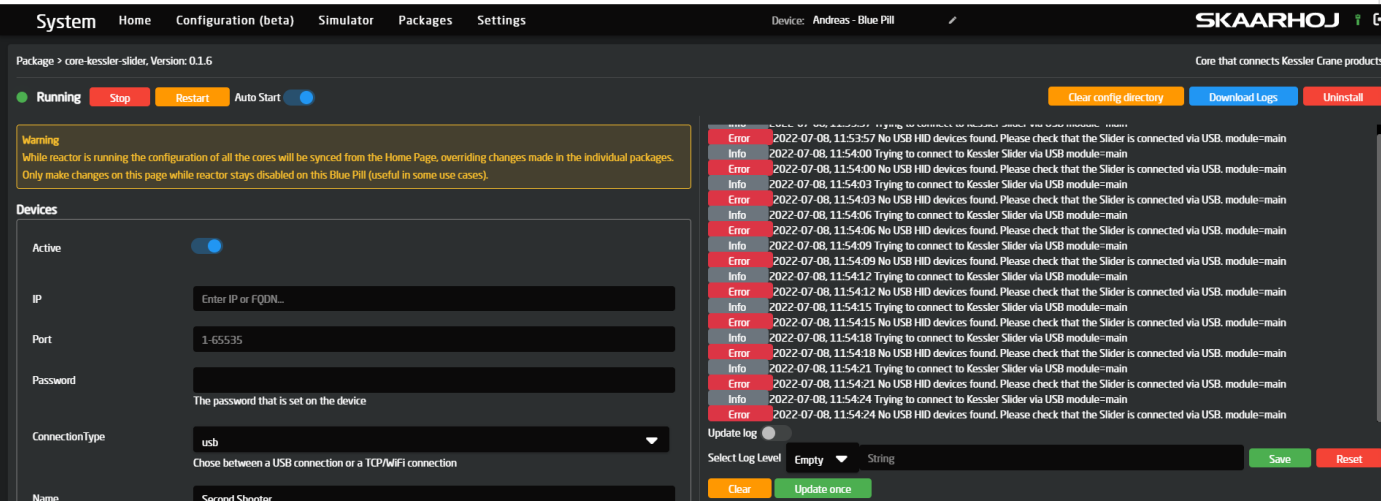 System Home Configuration (beta) Simulator Packages Settings Device: Andreas - Blue Pill SKAARHOJ
Package > core-kessler-slider, Version: 0.1.6 Core that connects Kessler Crane products
Running Stop Restart Auto Start Clear config directory Download Logs Uninstall
Warning
While reactor is running the configuration of all the cores will be synced from the Home Page, overriding changes made in the individual packages.
Only make changes on this page while reactor stays disabled on this Blue Pill (useful in some use cases).
Devices
Active
IP Enter IP or FQDN...
Port 1-65535
Password
The password that is set on the device
ConnectionType usb
Chose between a USB connection or a TCP/WiFi connection
Name Second Shooter
Info 2022-07-08, 11:53:57 Trying to connect to Kessler Slider via USB module=main
Error 2022-07-08, 11:53:57 No USB HID devices found. Please check that the Slider is connected via USB. module=main
Info 2022-07-08, 11:54:00 Trying to connect to Kessler Slider via USB module=main
Error 2022-07-08, 11:54:00 No USB HID devices found. Please check that the Slider is connected via USB. module=main
Info 2022-07-08, 11:54:03 Trying to connect to Kessler Slider via USB module=main
Error 2022-07-08, 11:54:03 No USB HID devices found. Please check that the Slider is connected via USB. module=main
Info 2022-07-08, 11:54:06 Trying to connect to Kessler Slider via USB module=main
Error 2022-07-08, 11:54:06 No USB HID devices found. Please check that the Slider is connected via USB. module=main
Info 2022-07-08, 11:54:09 Trying to connect to Kessler Slider via USB module=main
Error 2022-07-08, 11:54:09 No USB HID devices found. Please check that the Slider is connected via USB. module=main
Info 2022-07-08, 11:54:12 Trying to connect to Kessler Slider via USB module=main
Error 2022-07-08, 11:54:12 No USB HID devices found. Please check that the Slider is connected via USB. module=main
Info 2022-07-08, 11:54:15 Trying to connect to Kessler Slider via USB module=main
Error 2022-07-08, 11:54:15 No USB HID devices found. Please check that the Slider is connected via USB. module=main
Info 2022-07-08, 11:54:18 Trying to connect to Kessler Slider via USB module=main
Error 2022-07-08, 11:54:18 No USB HID devices found. Please check that the Slider is connected via USB. module=main
Info 2022-07-08, 11:54:21 Trying to connect to Kessler Slider via USB module=main
Error 2022-07-08, 11:54:21 No USB HID devices found. Please check that the Slider is connected via USB. module=main
Info 2022-07-08, 11:54:24 Trying to connect to Kessler Slider via USB module=main
Error 2022-07-08, 11:54:24 No USB HID devices found. Please check that the Slider is connected via USB. module=main
Update log
Select Log Level Empty String Save Reset
Clear Update once